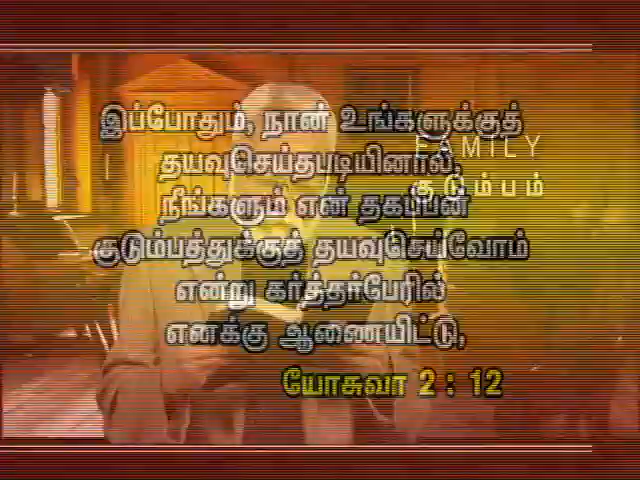 இப்போதும், நான் உங்களுக்குத்
தயவுசெய்தபடியினால்,
நீங்களும் என் தகப்பன்
குடும்பத்துக்குத் தயவுசெய்வோம்
என்று கர்த்தர்பேரில்
எனக்கு ஆணையிட்டு,
யோசுவா 2 : 12
FAMILY
குடும்பம்